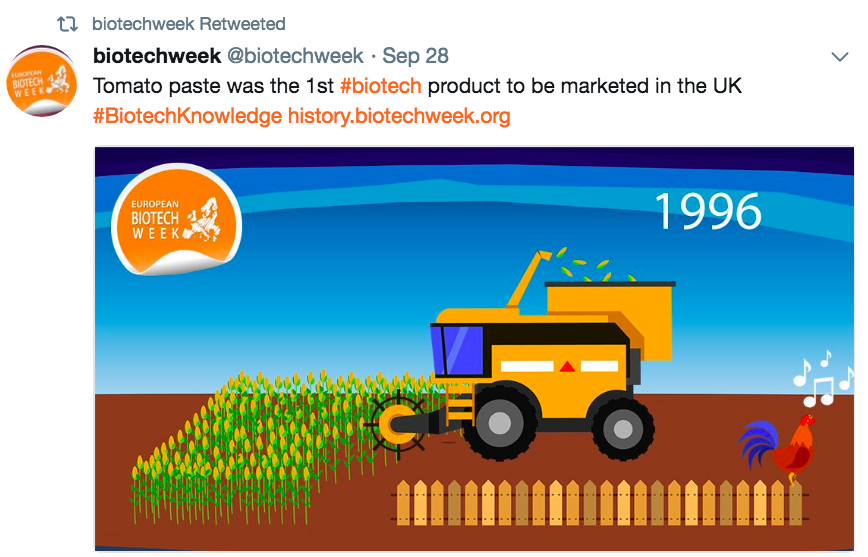 biotechweek Retweeted
biotechweek @biotechweek · Sep 28
Tomato paste was the 1st #biotech product to be marketed in the UK
#BiotechKnowledge history.biotechweek.org
EUROPEAN
BIOTECH
WEEK
EUROPEAN
BIOTECH
WEEK
1996